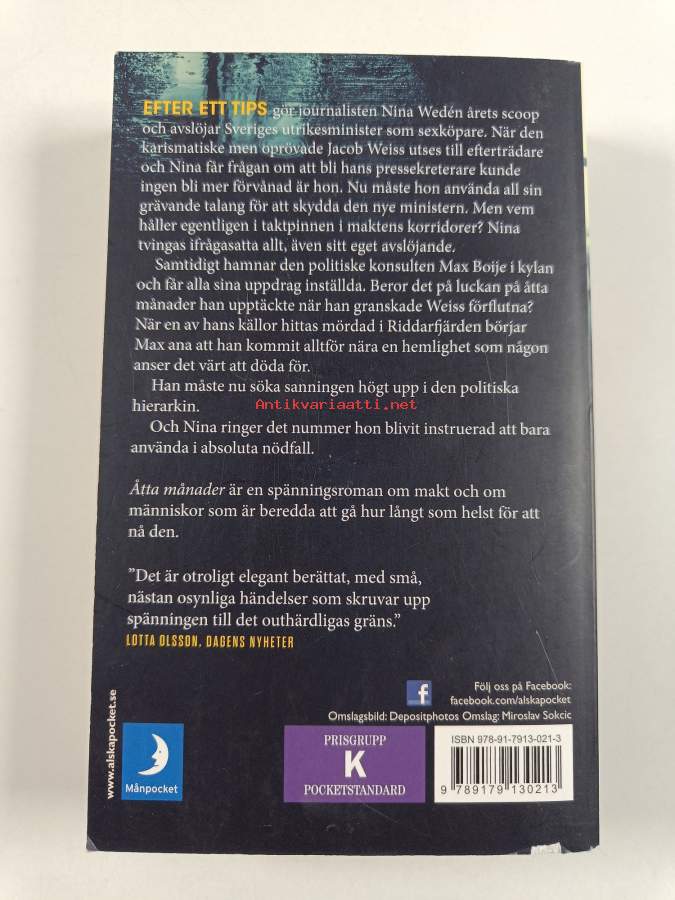 EFTER ETT TIPS gör journalisten Nina Wedén årets scoop
och avslöjar Sveriges utrikesminister som sexköpare. När den
karismatiske men oprövade Jacob Weiss utses till efterträdare
och Nina får frågan om att bli hans pressekreterare kunde
ingen bli mer förvånad är hon. Nu måste hon använda all sin
grävande talang för att skydda den nye ministern. Men vem
håller egentligen i taktpinnen i maktens korridorer? Nina
tvingas ifrågasatta allt, även sitt eget avslöjande.
Samtidigt hamnar den politiske konsulten Max Boije i kylan
och får alla sina uppdrag inställda. Beror det på luckan på åtta
månader han upptäckte när han granskade Weiss förflutna?
När en av hans källor hittas mördad i Riddarfjärden börjar
Max ana att han kommit alltför nära en hemlighet som någon
anser det värt att döda för.
Han måste nu söka sanningen högt upp i den politiska
hierarkin.
Antikvariaatti.net
Och Nina ringer det nummer hon blivit instruerad att bara
använda i absoluta nödfall.
Åtta månader är en spänningsroman om makt och om
människor som är beredda att gå hur långt som helst för att
nå den.
”Det är otroligt elegant berättat, med små,
nästan osynliga händelser som skruvar upp
spänningen till det outhärdligas gräns.”
LOTTA OLSSON, DAGENS NYHETER
Följ oss på Facebook:
facebook.com/alskapocket
Omslagsbild: Depositphotos Omslag: Miroslav Sokcic
www.alskapocket.se
Månpocket
PRISGRUPP
K
POCKETSTANDARD
ISBN 978-91-7913-021-3
9 789179 130213